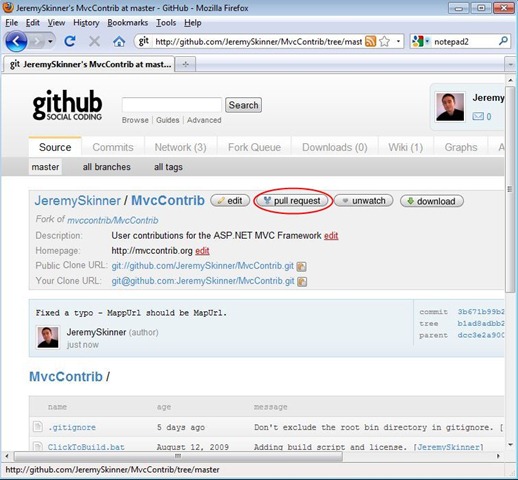 JeremySkinner's MvcContrib at master - GitHub - Mozilla Firefox
File Edit View History Bookmarks Tools Help
git http://github.com/JeremySkinner/MvcContrib/tree/mast notepad2
git JeremySkinner's MvcContrib at mast...
github
SOCIAL CODING
Search
Browse | Guides | Advanced
Jeremy
0
Source Commits Network (3) Fork Queue Downloads (0) Wiki (1) Graphs A
master all branches all tags
JeremySkinner / MvcContrib edit pull request unwatch download
Fork of mvccontrib/MvcContrib
Description: User contributions for the ASP.NET MVC Framework edit
Homepage: http://mvccontrib.org edit
Public Clone URL: git://github.com/JeremySkinner/MvcContrib.git
Your Clone URL: git@github.com:JeremySkinner/MvcContrib.git
Fixed a typo - MappUrl should be MapUrl.
JeremySkinner (author)
just now
commit 3b671b99b2
tree b1ad8adbb2
parent dcc3e2a900
MvcContrib /
name age message
.gitignore 5 days ago Don't exclude the root bin directory in gitignore. [
ClickToBuild.bat August 12, 2009 Adding build script and license. [JeremySkinner]
http://github.com/JeremySkinner/MvcContrib/tree/master